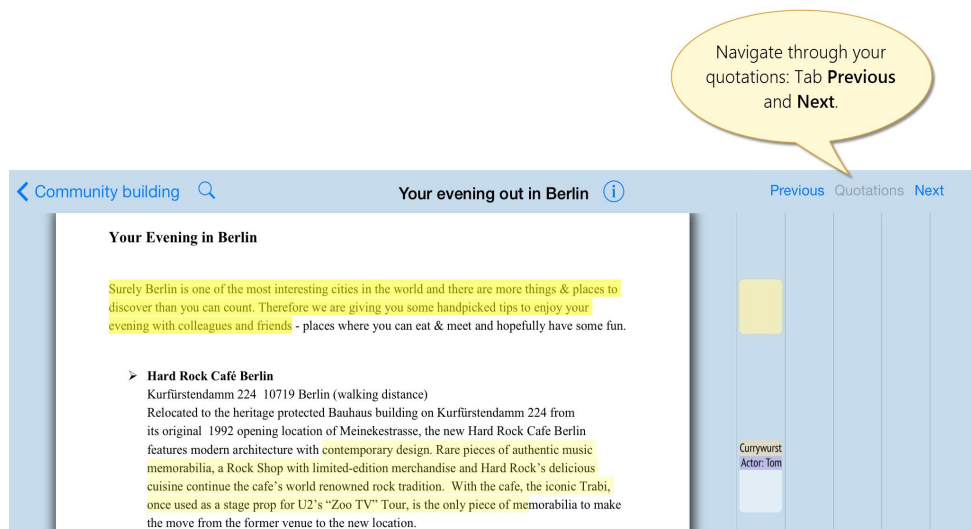 Navigate through your
quotations: Tab Previous
and Next.
Community building
Your evening out in Berlin
Previous Quotations Next
Your Evening in Berlin
Surely Berlin is one of the most interesting cities in the world and there are more things & places to
discover than you can count. Therefore we are giving you some handpicked tips to enjoy your
evening with colleagues and friends - places where you can eat & meet and hopefully have some fun.
➢ Hard Rock Café Berlin
Kurfürstendamm 224 10719 Berlin (walking distance)
Relocated to the heritage protected Bauhaus building on Kurfürstendamm 224 from
its original 1992 opening location of Meinekestrasse, the new Hard Rock Cafe Berlin
features modern architecture with contemporary design. Rare pieces of authentic music
memorabilia, a Rock Shop with limited-edition merchandise and Hard Rock’s delicious
cuisine continue the cafe’s world renowned rock tradition. With the cafe, the iconic Trabi,
once used as a stage prop for U2’s “Zoo TV” Tour, is the only piece of memorabilia to make
the move from the former venue to the new location.
Currywurst
Actor: Tom